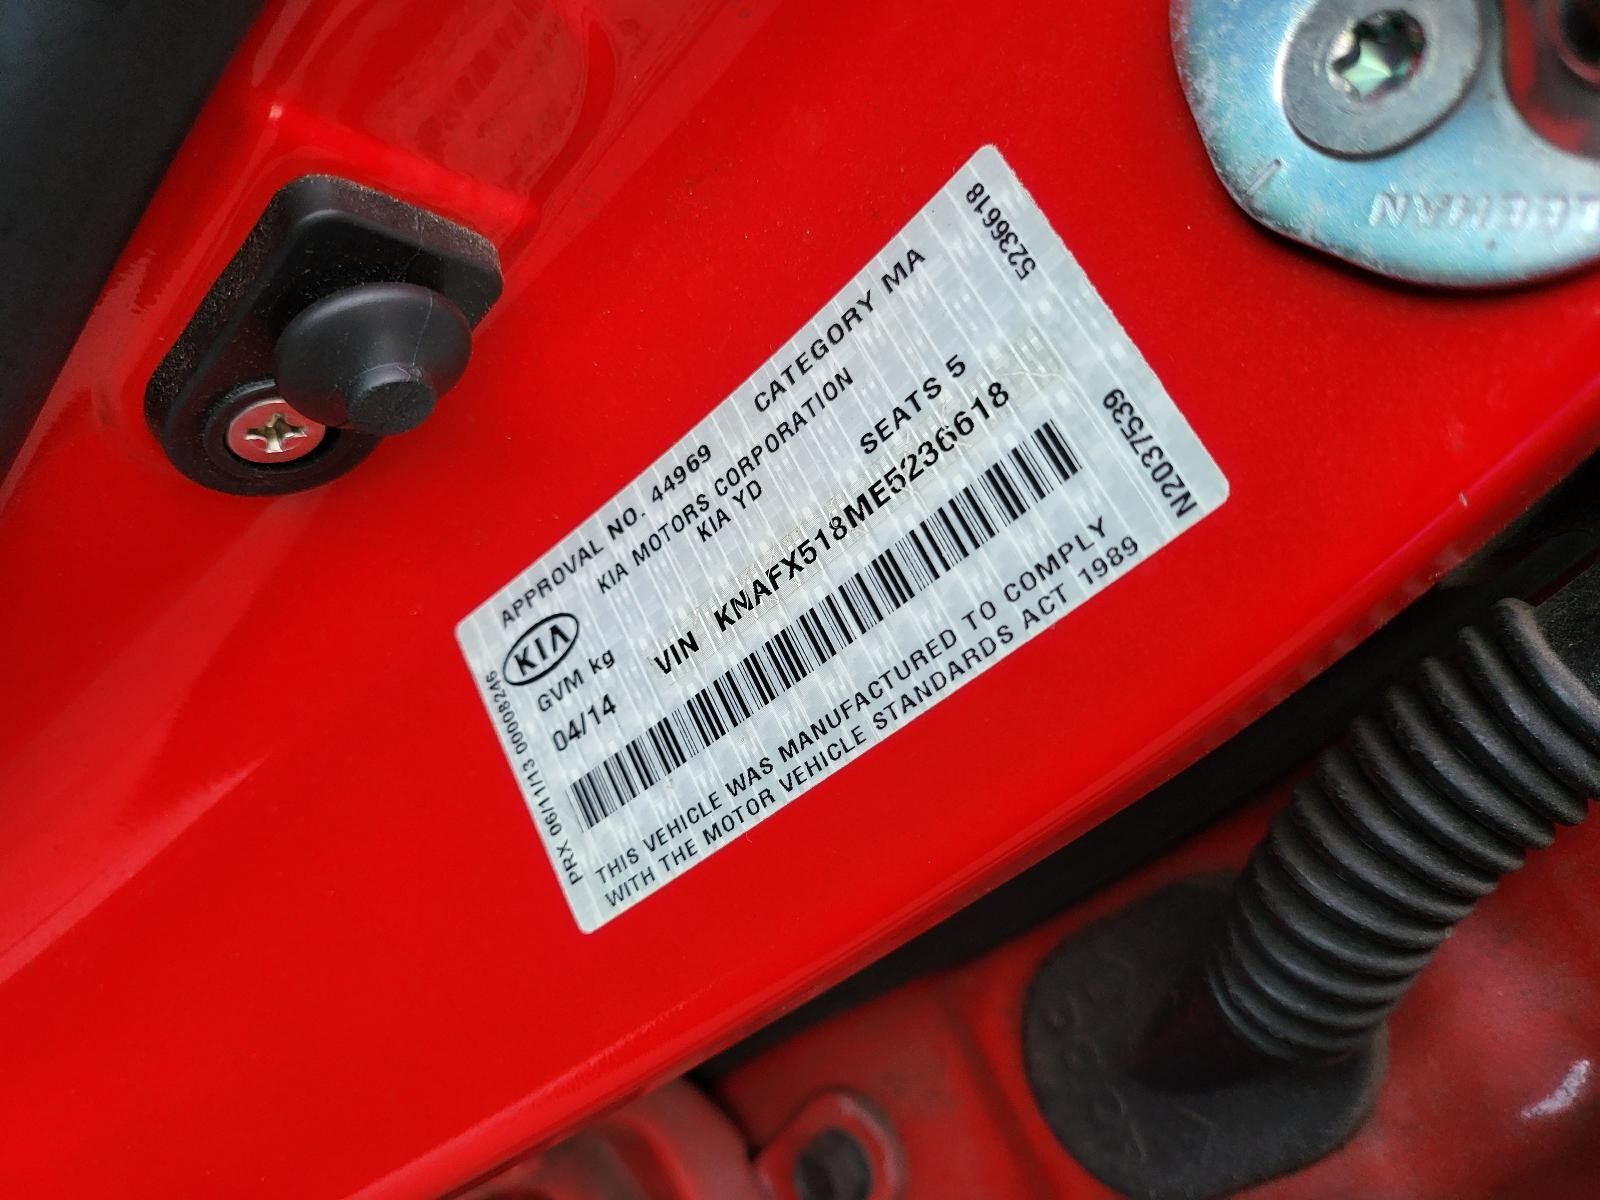 APPROVAL NO. 44969 CATEGORY MA
KIA MOTORS CORPORATION
KIA KIA YD
GVM kg SEATS 5
04/14 VIN KNAFX518ME5236618
THIS VEHICLE WAS MANUFACTURED TO COMPLY
WITH THE MOTOR VEHICLE STANDARDS ACT 1989
PRX 06/11/13 00008246
5236618
N20375539
LEEHAN